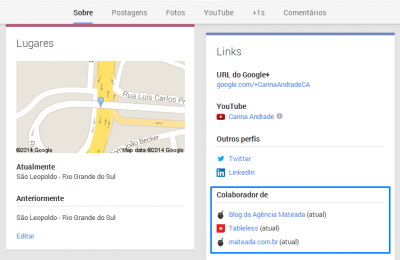 Sobre Postagens Fotos YouTube +1s Comentários
Lugares
Rua Luis Carlos P
João Becker
©2014 Google
Map data ©2014 Google
Atualmente
São Leopoldo - Rio Grande do Sul
Anteriormente
São Leopoldo - Rio Grande do Sul
Editar
Links
URL do Google+
google.com/+CarinaAndradeCA
YouTube
Carina Andrade
Outros perfis
Twitter
LinkedIn
Colaborador de
Blog da Agência Mateada (atual)
Tableless (atual)
mateada.com.br (atual)